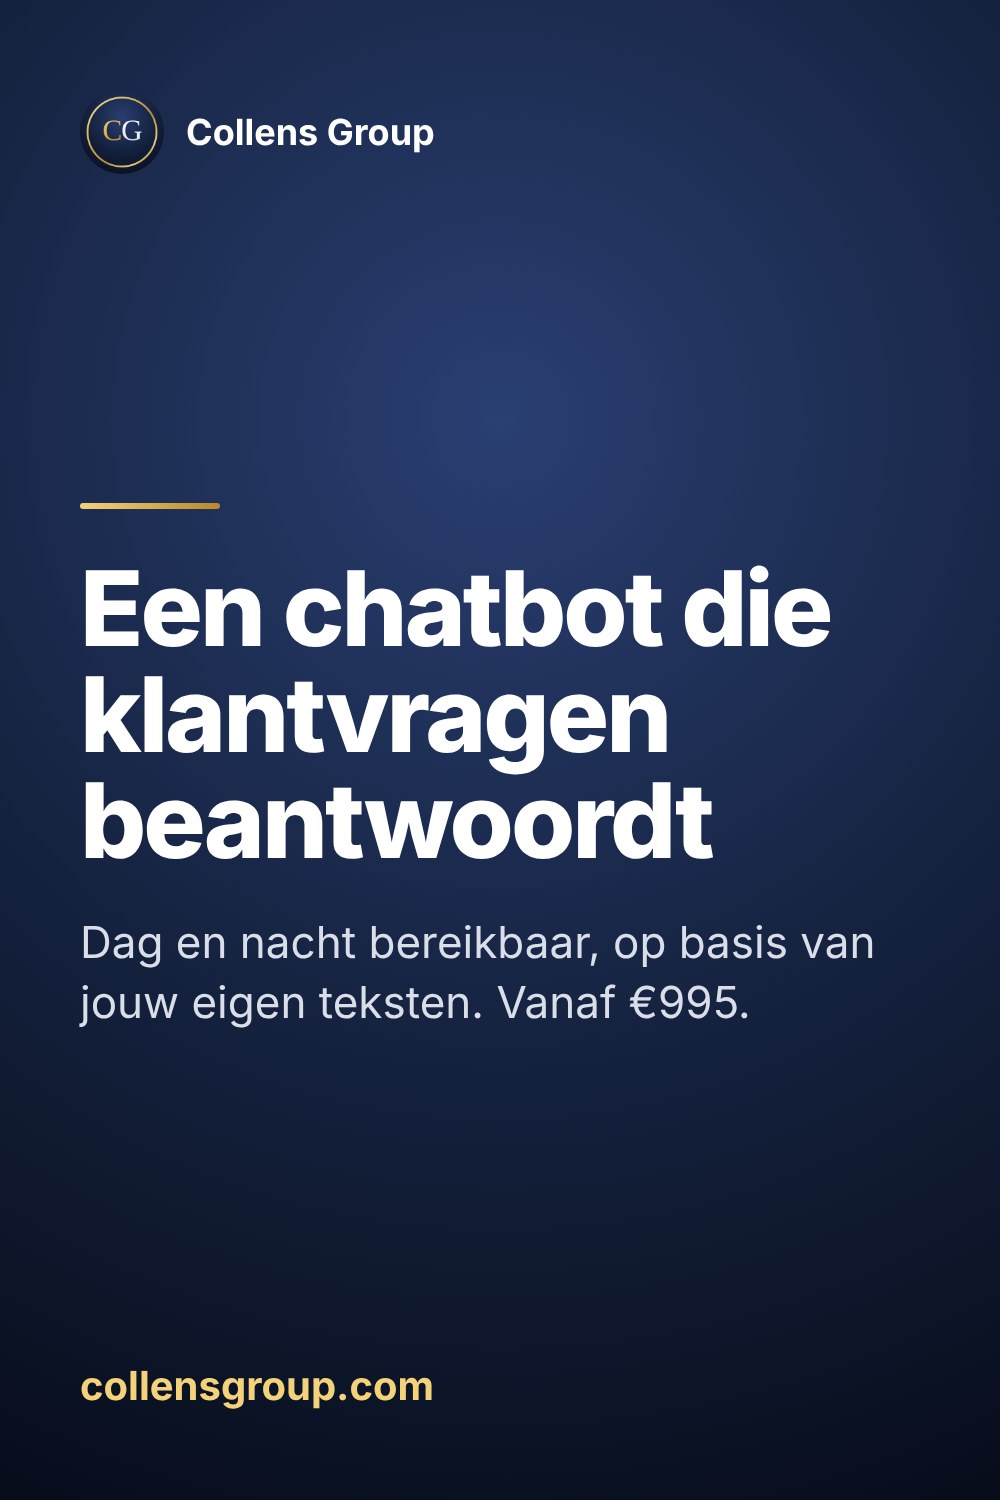 CG
Collens Group
Een chatbot die
klantvragen
beantwoordt
Dag en nacht bereikbaar, op basis van
jouw eigen teksten. Vanaf €995.
collensgroup.com